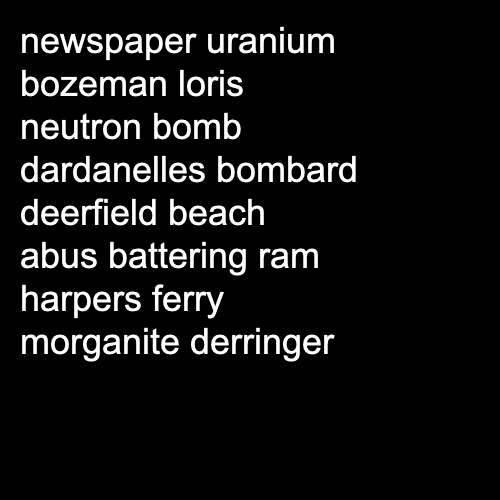 newspaper uranium
bozeman loris
neutron bomb
dardanelles bombard
deerfield beach
abus battering ram
harpers ferry
morganite derringer